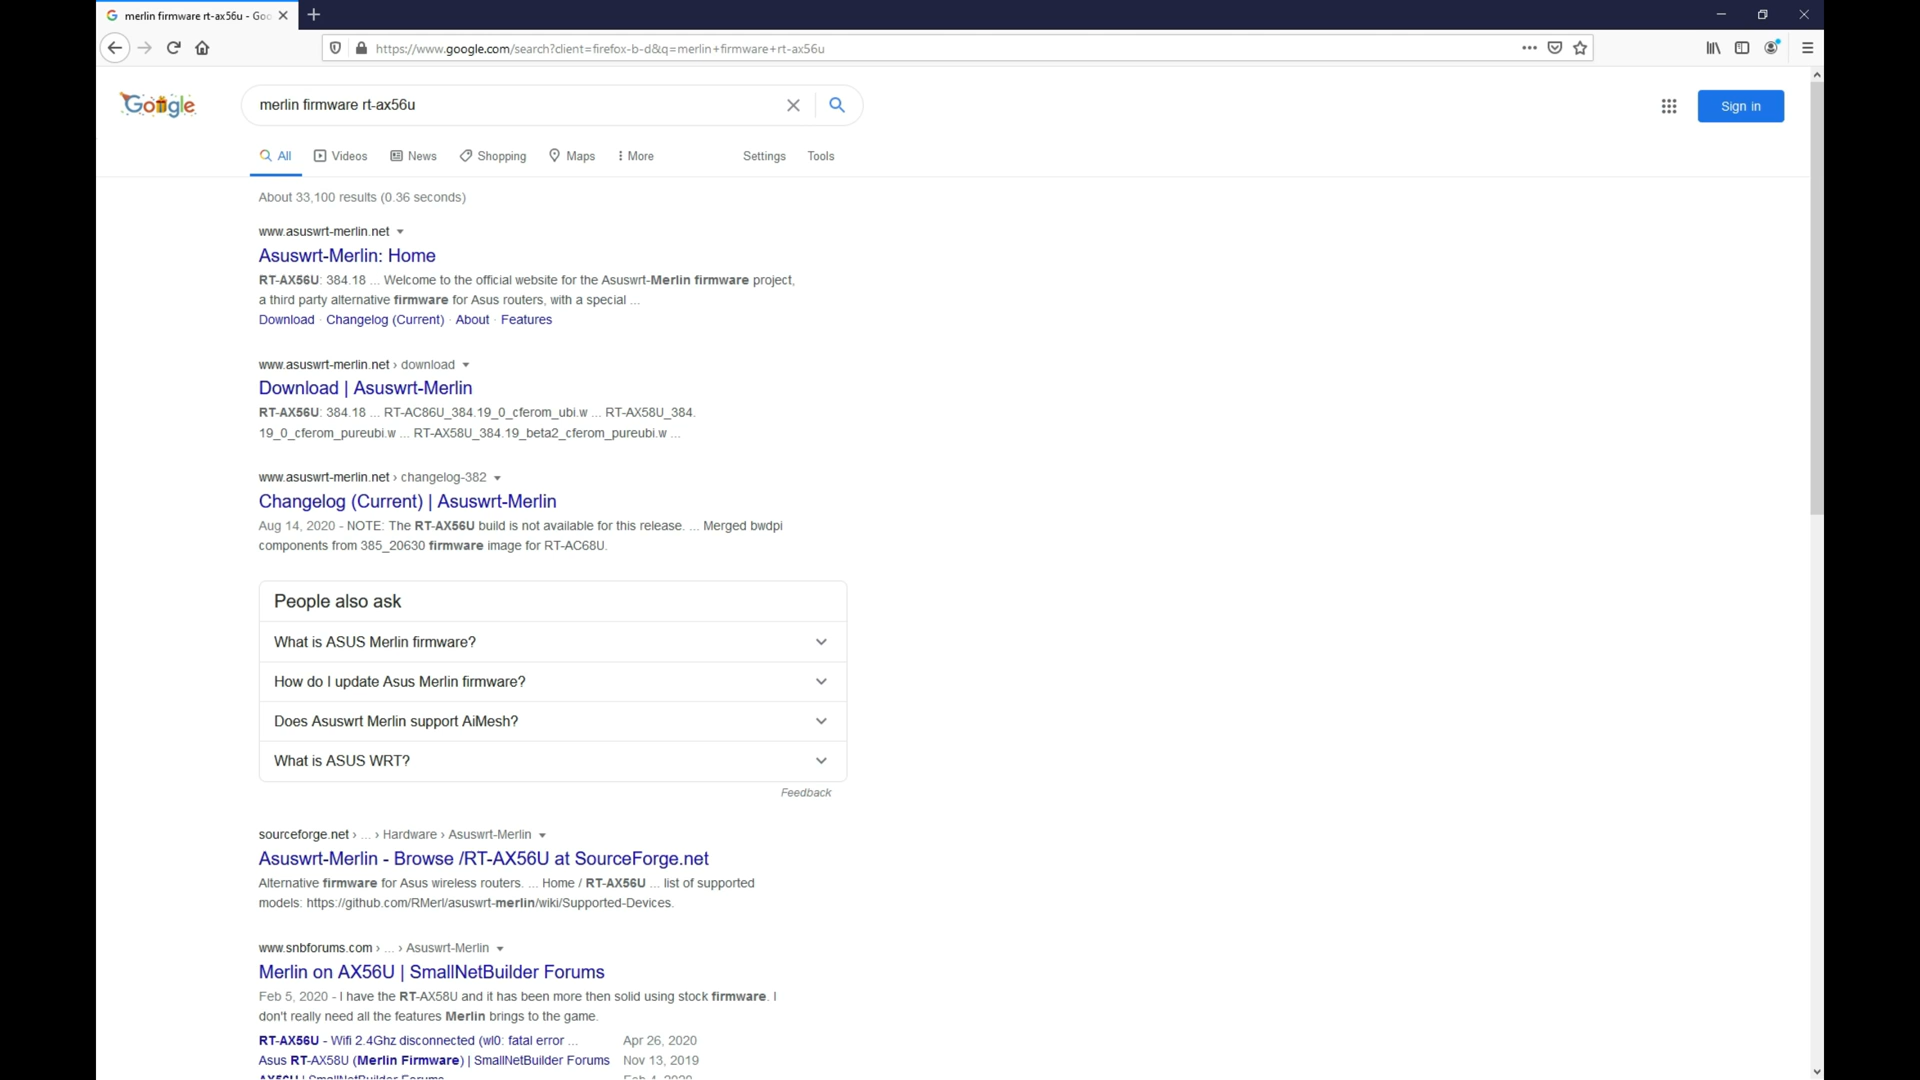 merlin firmware rt-ax56u - Goo
https://www.google.com/search?client=firefox-b-d&q=merlin+firmware+rt-ax56u
Google
merlin firmware rt-ax56u
Sign in
All
Videos
News
Shopping
Maps
More
Settings
Tools
About 33,100 results (0.36 seconds)
www.asuswrt-merlin.net
Asuswrt-Merlin: Home
RT-AX56U: 384.18 ... Welcome to the official website for the Asuswrt-Merlin firmware project,
a third party alternative firmware for Asus routers, with a special ...
Download · Changelog (Current) · About · Features
www.asuswrt-merlin.net › download
Download | Asuswrt-Merlin
RT-AX56U: 384.18 ... RT-AC86U_384.19_0_cferom_ubi.w ... RT-AX58U_384.
19_0_cferom_pureubi.w ... RT-AX58U_384.19_beta2_cferom_pureubi.w ...
www.asuswrt-merlin.net › changelog-382
Changelog (Current) | Asuswrt-Merlin
Aug 14, 2020 - NOTE: The RT-AX56U build is not available for this release. ... Merged bwdpi
components from 385_20630 firmware image for RT-AC68U.
People also ask
What is ASUS Merlin firmware?
How do I update Asus Merlin firmware?
Does Asuswrt Merlin support AiMesh?
What is ASUS WRT?
Feedback
sourceforge.net › ... › Hardware › Asuswrt-Merlin
Asuswrt-Merlin - Browse /RT-AX56U at SourceForge.net
Alternative firmware for Asus wireless routers. ... Home / RT-AX56U ... list of supported
models: https://github.com/RMerl/asuswrt-merlin/wiki/Supported-Devices.
www.snbforums.com › ... › Asuswrt-Merlin
Merlin on AX56U | SmallNetBuilder Forums
Feb 5, 2020 - I have the RT-AX58U and it has been more then solid using stock firmware. I
don't really need all the features Merlin brings to the game.
RT-AX56U - Wifi 2.4Ghz disconnected (wl0: fatal error ... Apr 26, 2020
Asus RT-AX58U (Merlin Firmware) | SmallNetBuilder Forums Nov 13, 2019
AX56U | SmallNetBuilder Forums Feb 4, 2020